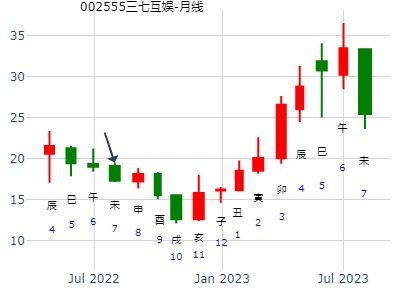 002555三七互娱-月线
35
30
25
20
15
10
辰
巳
午
未
申
酉
戌
亥
子
丑
寅
卯
辰
巳
午
未
4
5
6
7
8
9
10
11
12
1
2
3
4
5
6
7
Jul 2022
Jan 2023
Jul 2023